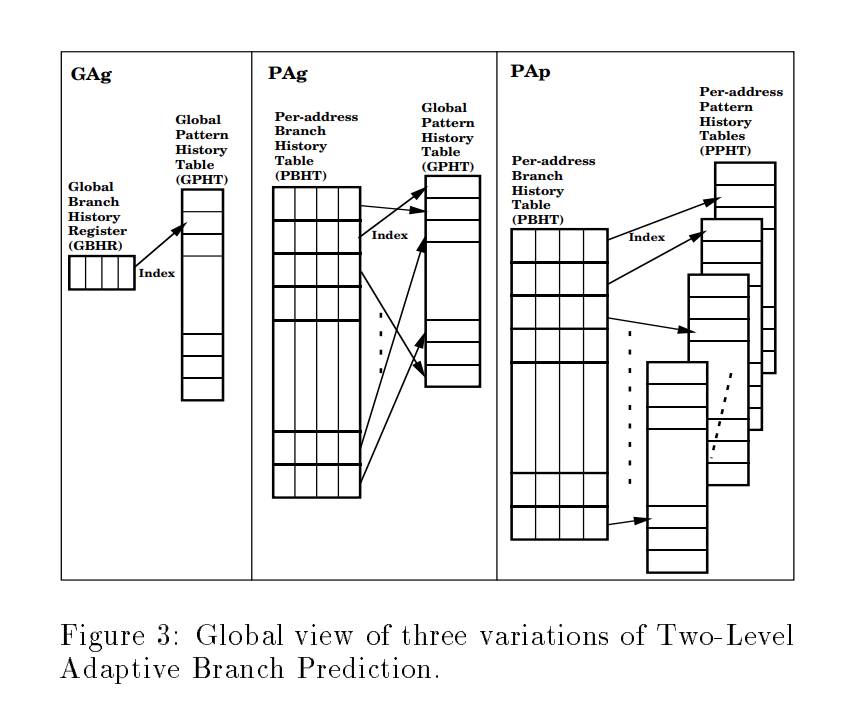 GAg
Global
Pattern
History
Table
(GPHT)
Global
Branch
History
Register
(GBHR)
Index
PAg
Per-address
Branch
History
Table
(PBHT)
Global
Pattern
History
Table
(GPHT)
Index
PAp
Per-address
Pattern
History
Tables
(PPHT)
Per-address
Branch
History
Table
(PBHT)
Index
Figure 3: Global view of three variations of Two-Level
Adaptive Branch Prediction.